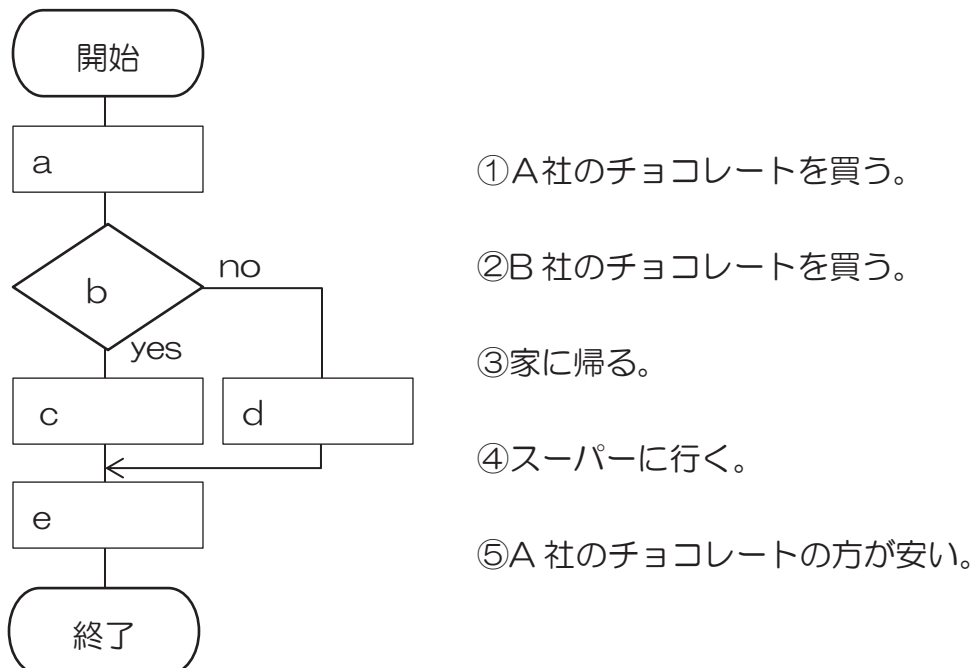 開始
a
b
no
yes
c
d
e
終了
①A社のチョコレートを買う。
②B 社のチョコレートを買う。
③家に帰る。
④スーパーに行く。
⑤A 社のチョコレートの方が安い。